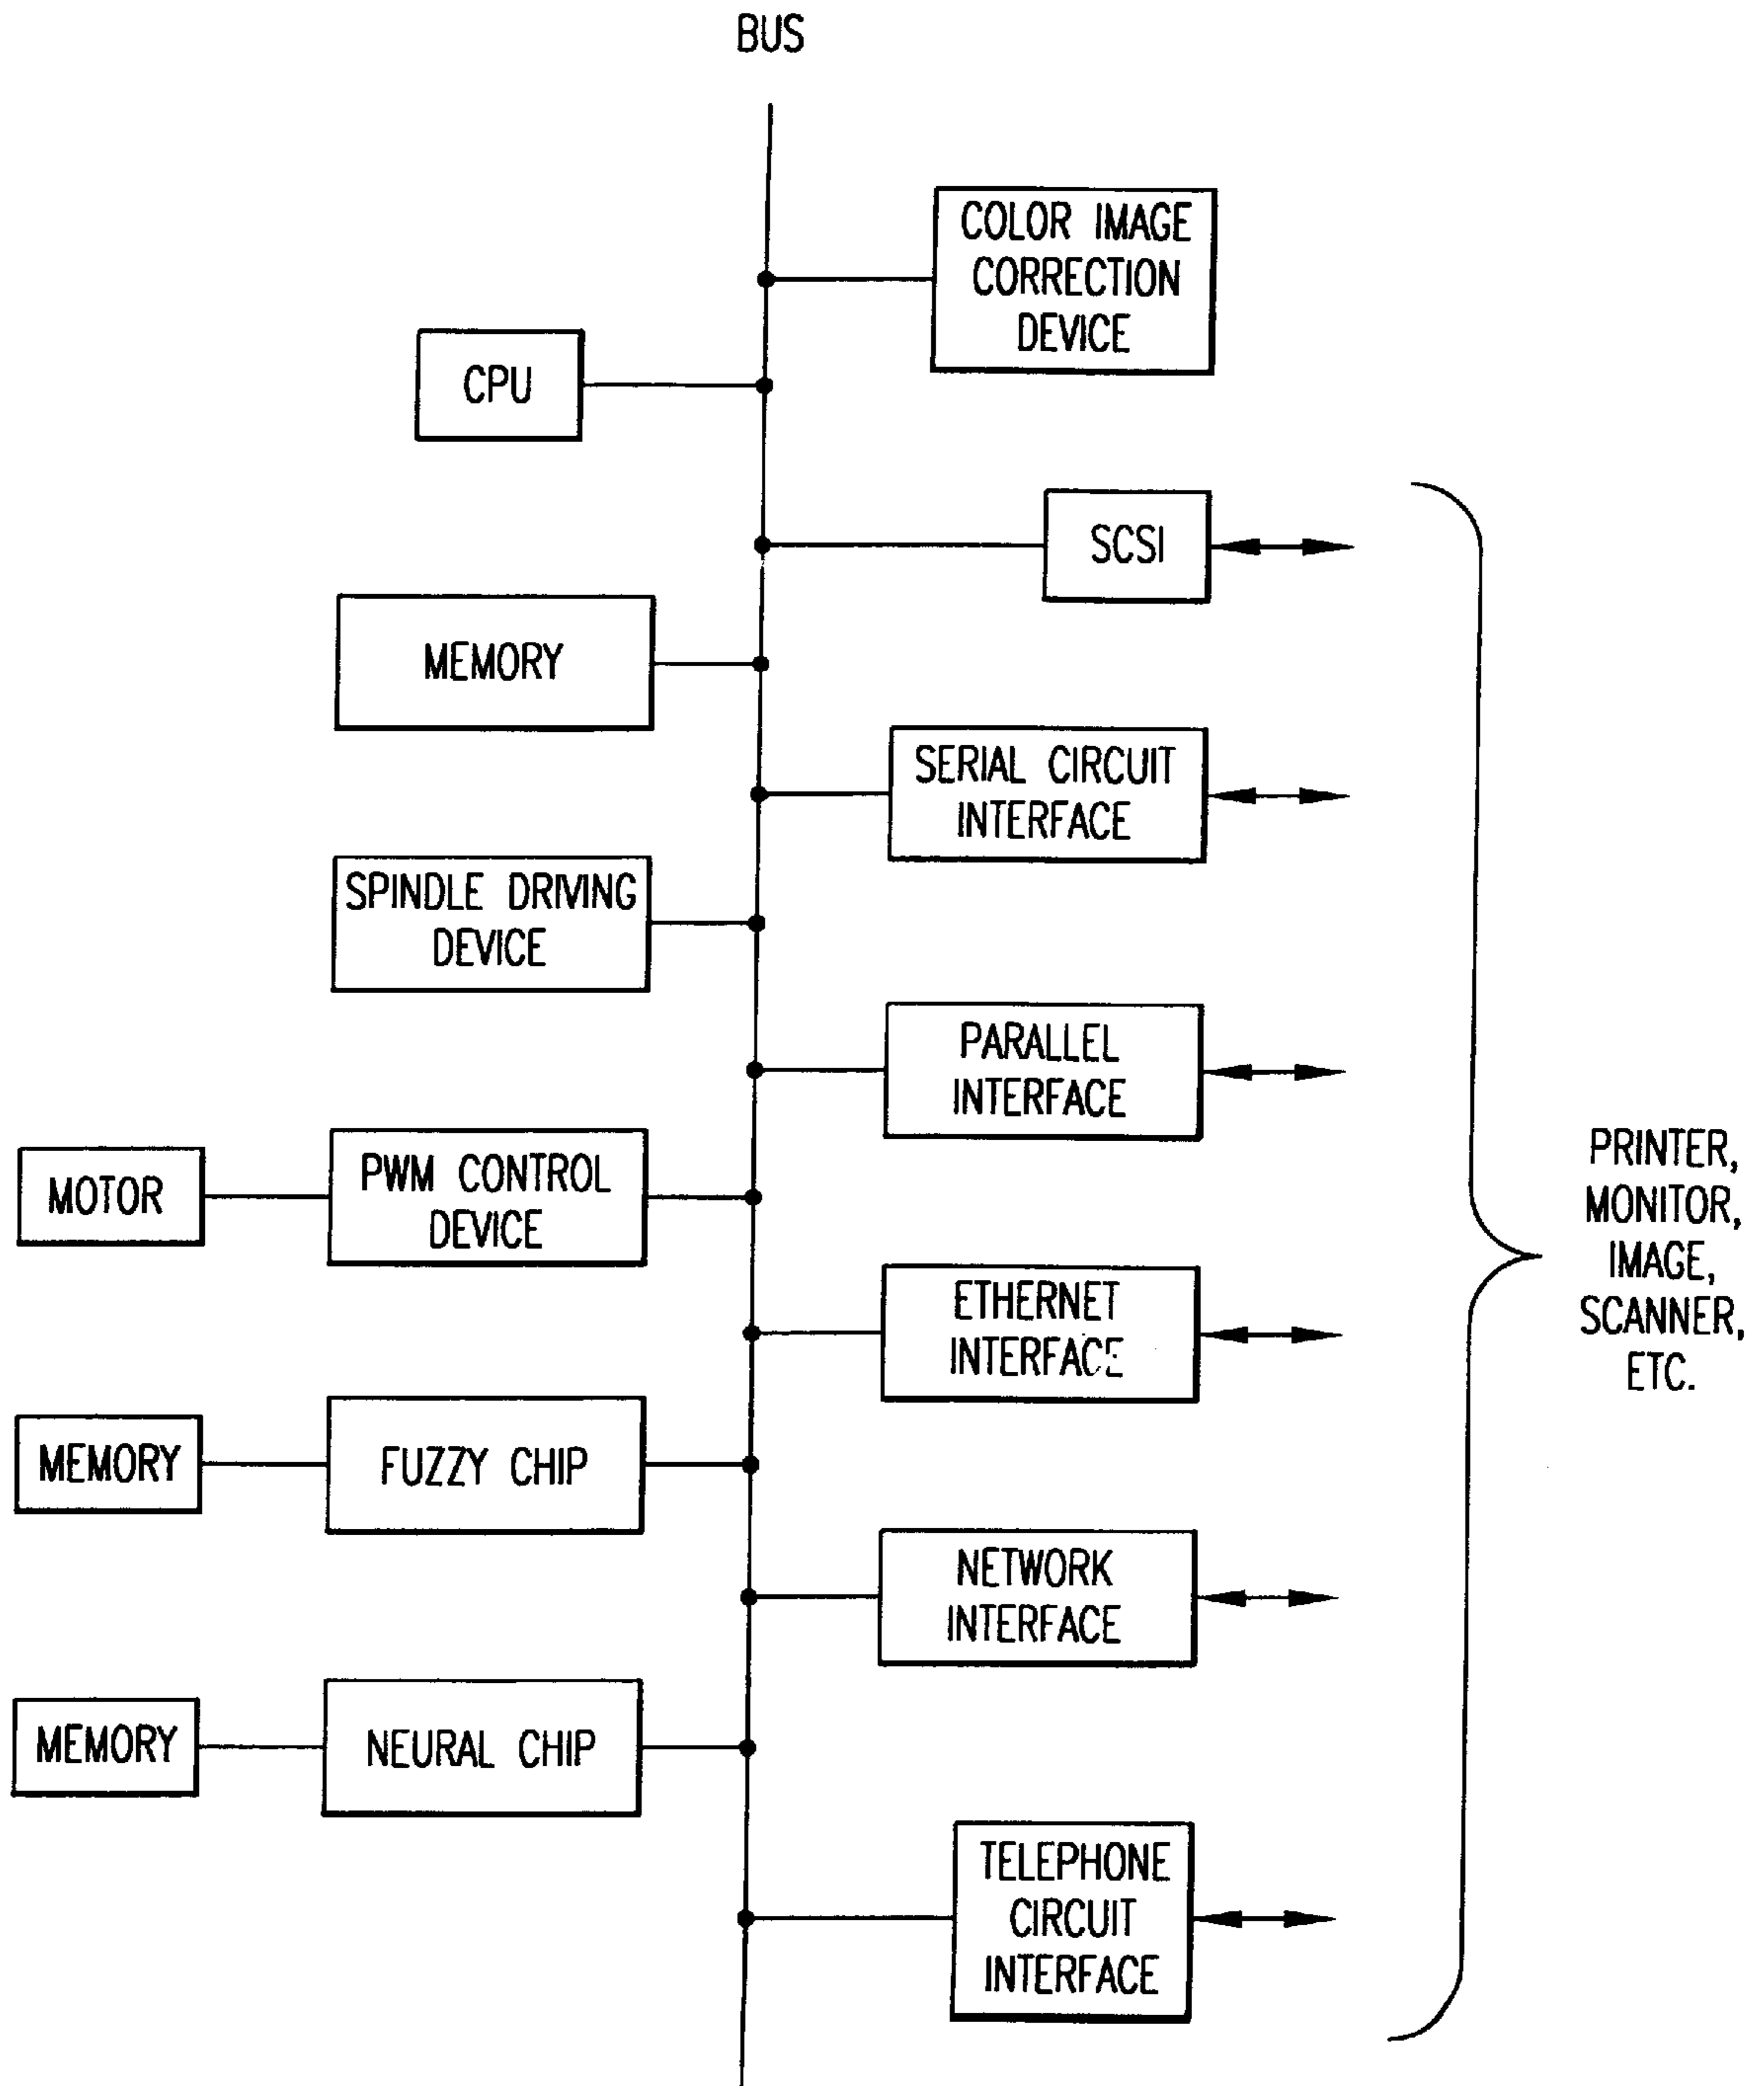 BUS
COLOR IMAGE
CORRECTION
DEVICE
CPU
SCSI
MEMORY
SERIAL CIRCUIT
INTERFACE
SPINDLE DRIVING
DEVICE
PARALLEL
INTERFACE
MOTOR
PWM CONTROL
DEVICE
PRINTER,
MONITOR,
IMAGE,
SCANNER,
ETC.
ETHERNET
INTERFACE
MEMORY
FUZZY CHIP
NETWORK
INTERFACE
MEMORY
NEURAL CHIP
TELEPHONE
CIRCUIT
INTERFACE